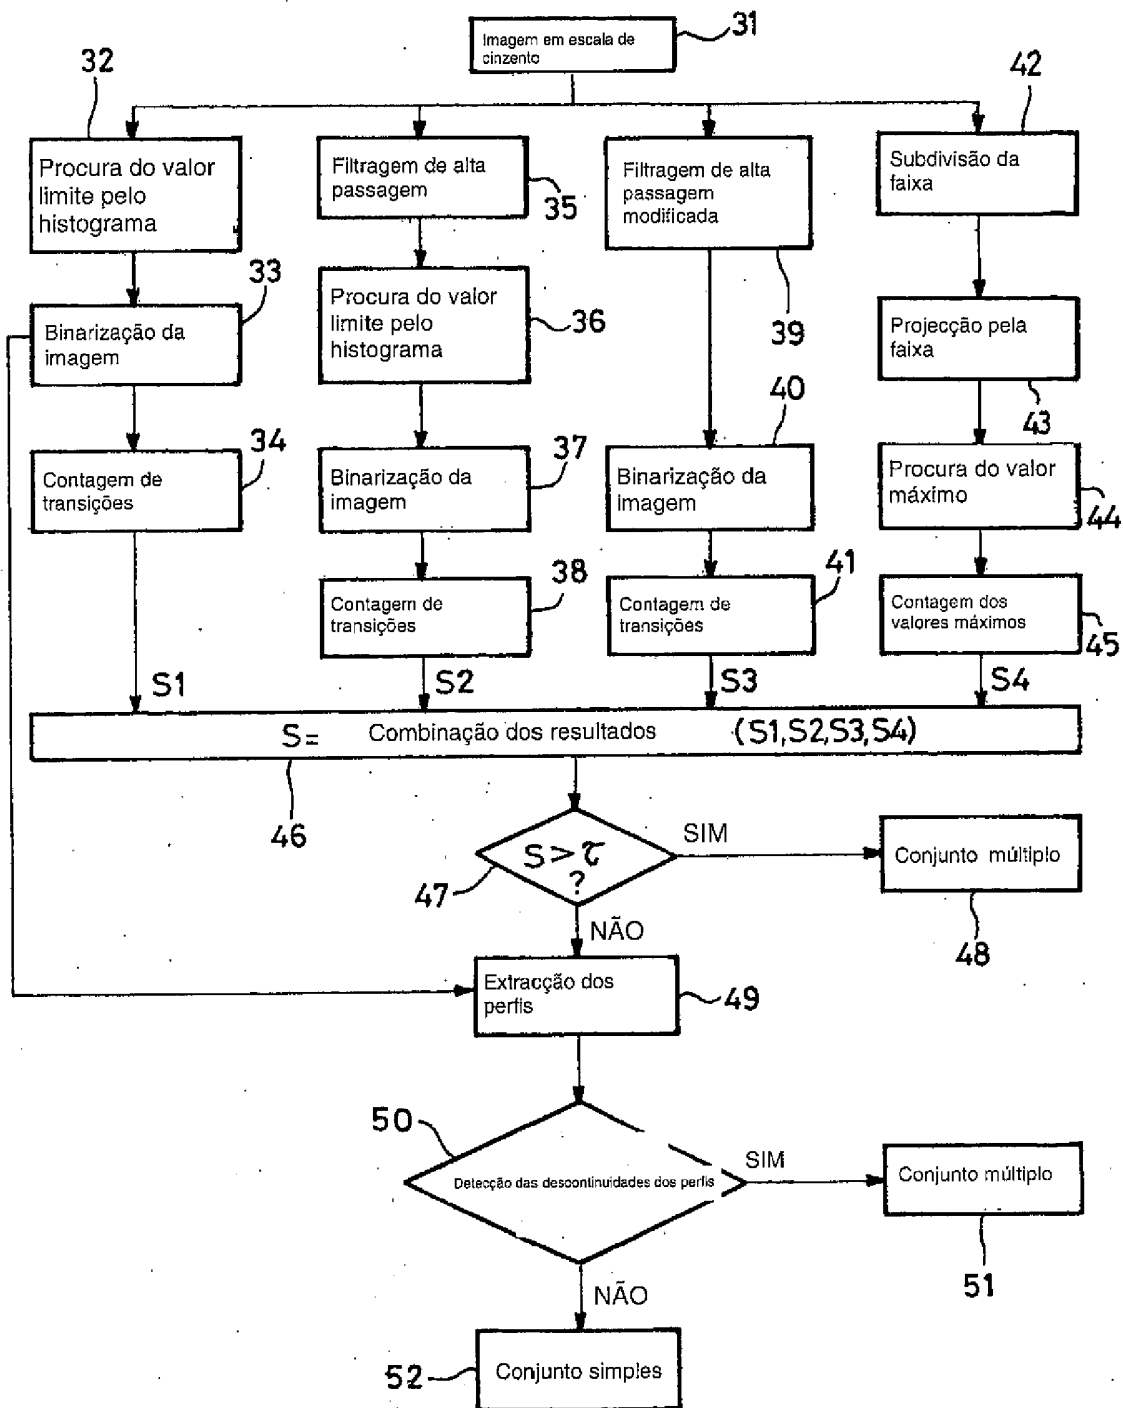 Imagem em escala de
cinzento
31
32
Procura do valor
limite pelo
histograma
33
Binarização da
imagem
34
Contagem de
transições
S1
Filtragem de alta
passagem
35
Procura do valor
limite pelo
histograma
36
37
Binarização da
imagem
38
Contagem de
transições
S2
Filtragem de alta
passagem
modificada
39
40
Binarização da
imagem
41
Contagem de
transições
S3
42
Subdivisão da
faixa
Projecção pela
faixa
43
Procura do valor
máximo
44
Contagem dos
valores máximos
45
S4
S= Combinação dos resultados (S1,S2,S3,S4)
46
S > τ
?
47
SIM
Conjunto múltiplo
48
NÃO
Extracção dos
perfis
49
50
Detecção das descontinuidades dos perfis
SIM
Conjunto múltiplo
51
NÃO
52
Conjunto simples